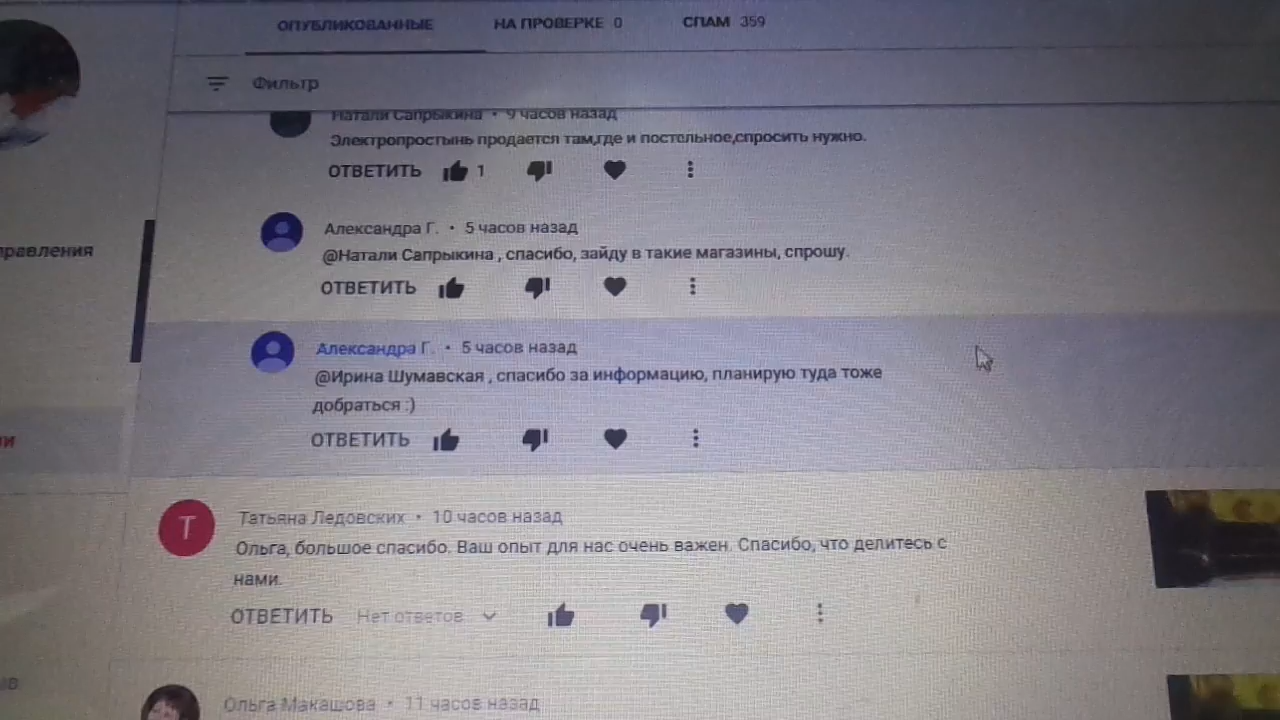 ОПУБЛИКОВАННЫЕ НА ПРОВЕРКЕ 0 СПАМ 359
Фильтр
Натали Сапрыкина • 9 часов назад
Электропростынь продается там,где и постельное,спросить нужно.
ОТВЕТИТЬ 1
Александра Г. • 5 часов назад
@Натали Сапрыкина , спасибо, зайду в такие магазины, спрошу.
ОТВЕТИТЬ
Александра Г. • 5 часов назад
@Ирина Шумавская , спасибо за информацию, планирую туда тоже
добраться :)
ОТВЕТИТЬ
Т
Татьяна Ледовских • 10 часов назад
Ольга, большое спасибо. Ваш опыт для нас очень важен. Спасибо, что делитесь с
нами.
ОТВЕТИТЬ Нет ответов
Ольга Макашова • 11 часов назад